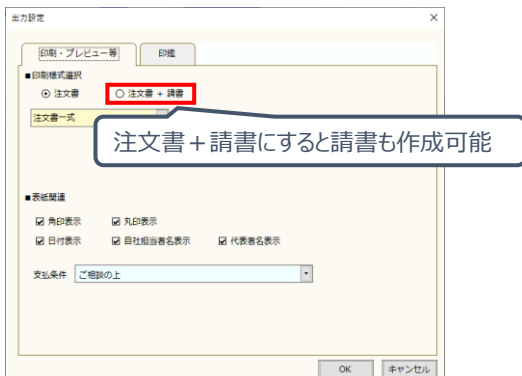 出力設定
印刷・プレビュー等 印鑑
■印刷様式選択
注文書 注文書 + 請書
注文書一式
注文書＋請書にすると請書も作成可能
■表紙関連
角印表示 丸印表示
日付表示 自社担当者名表示 代表者名表示
支払条件 ご相談の上
OK キャンセル